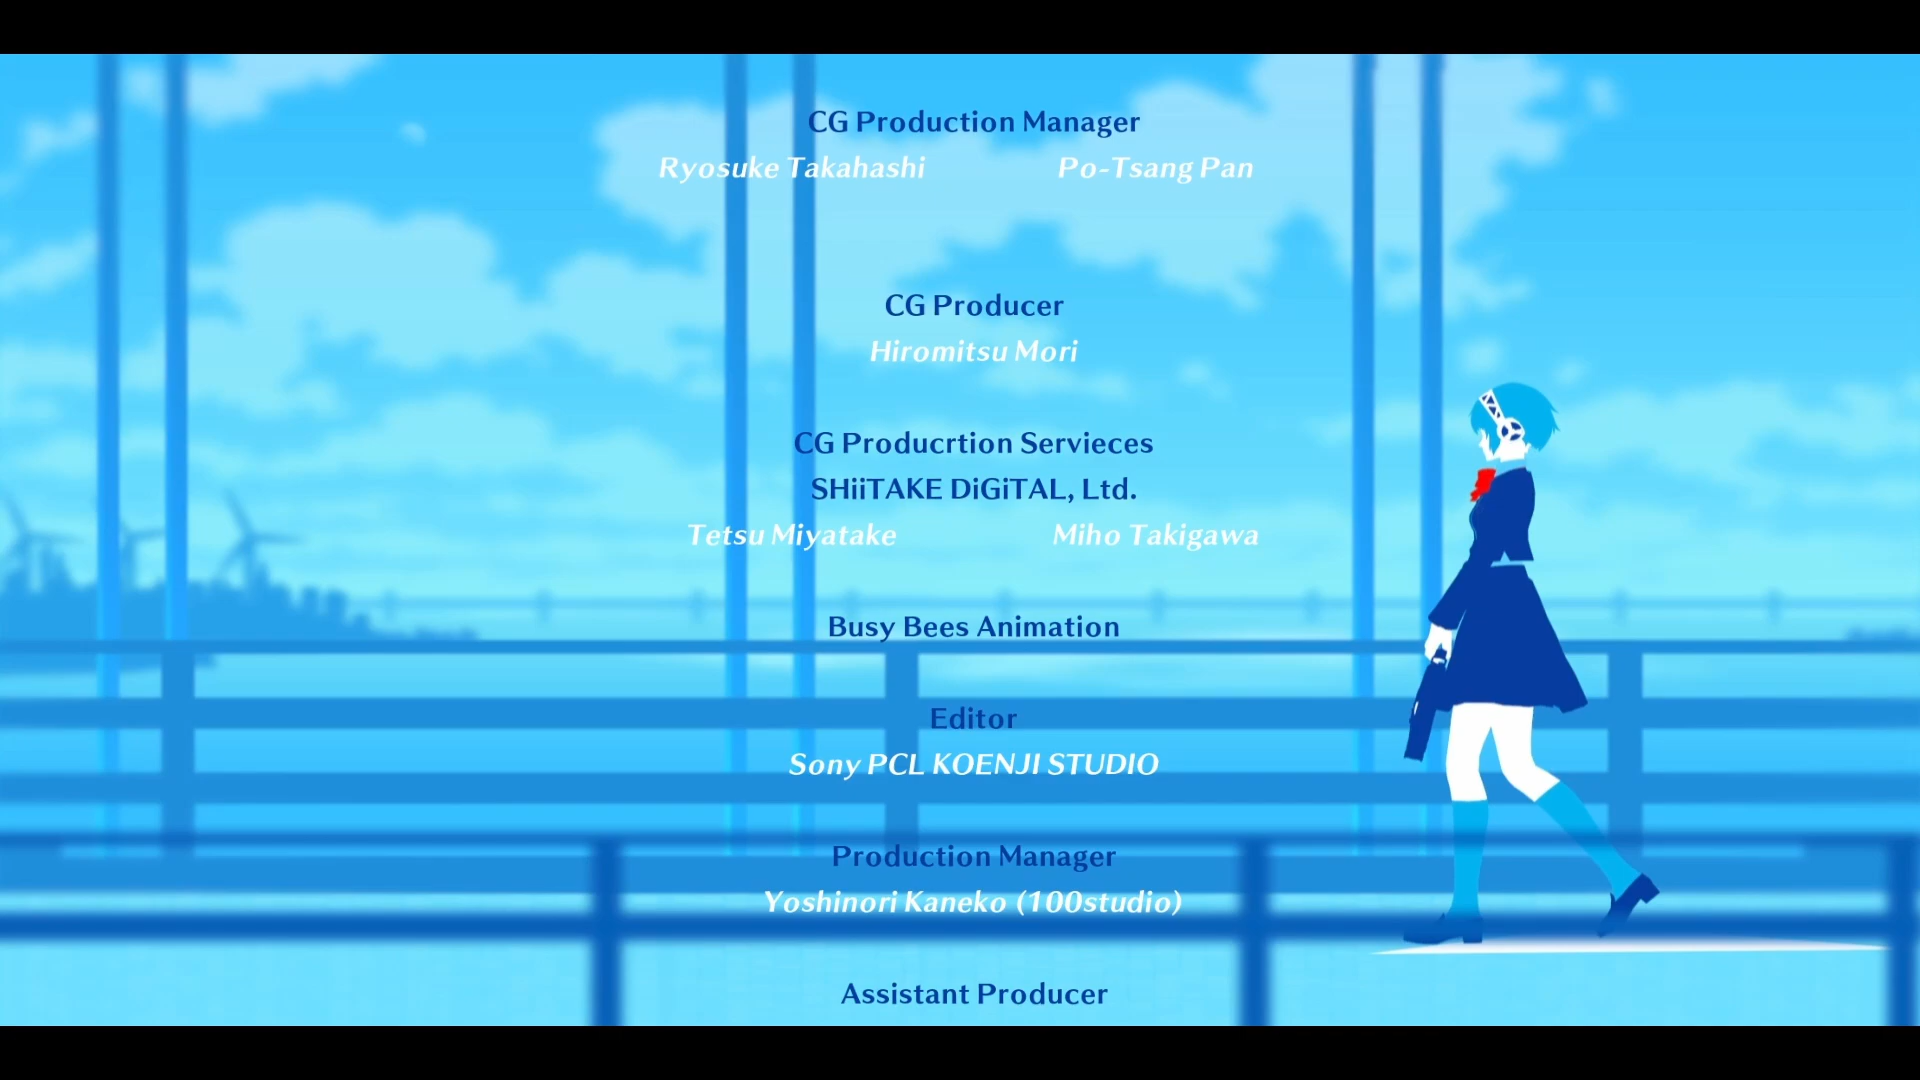 CG Production Manager
Ryosuke Takahashi Po-Tsang Pan
CG Producer
Hiromitsu Mori
CG Producrtion Servieces
SHiiTAKE DiGiTAL, Ltd.
Tetsu Miyatake Miho Takigawa
Busy Bees Animation
Editor
Sony PCL KOENJI STUDIO
Production Manager
Yoshinori Kaneko (100studio)
Assistant Producer